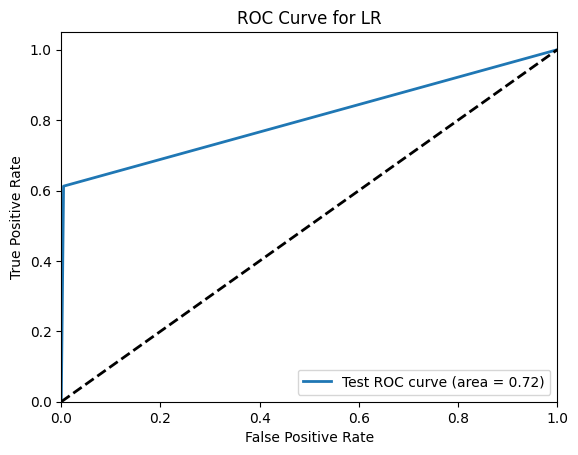 ROC Curve for LR
True Positive Rate
1.0
0.8
0.6
0.4
0.2
0.0
Test ROC curve (area = 0.72)
0.0 0.2 0.4 0.6 0.8 1.0
False Positive Rate